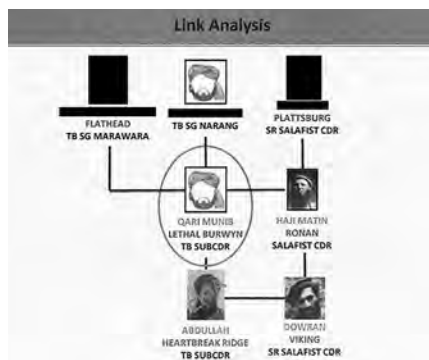 Link Analysis
FLATHEAD
TB SG MARAWARA
TB SG NARANG
PLATTSBURG
SR SALAFIST CDR
QARI MUNIB
LETHAL BURWYN
TB SUBCDR
HAJI MATIN
RONAN
SALAFIST CDR
ABDULLAH
HEARTBREAK RIDGE
TB SUBCDR
DOWRAN
VIKING
SR SALAFIST CDR